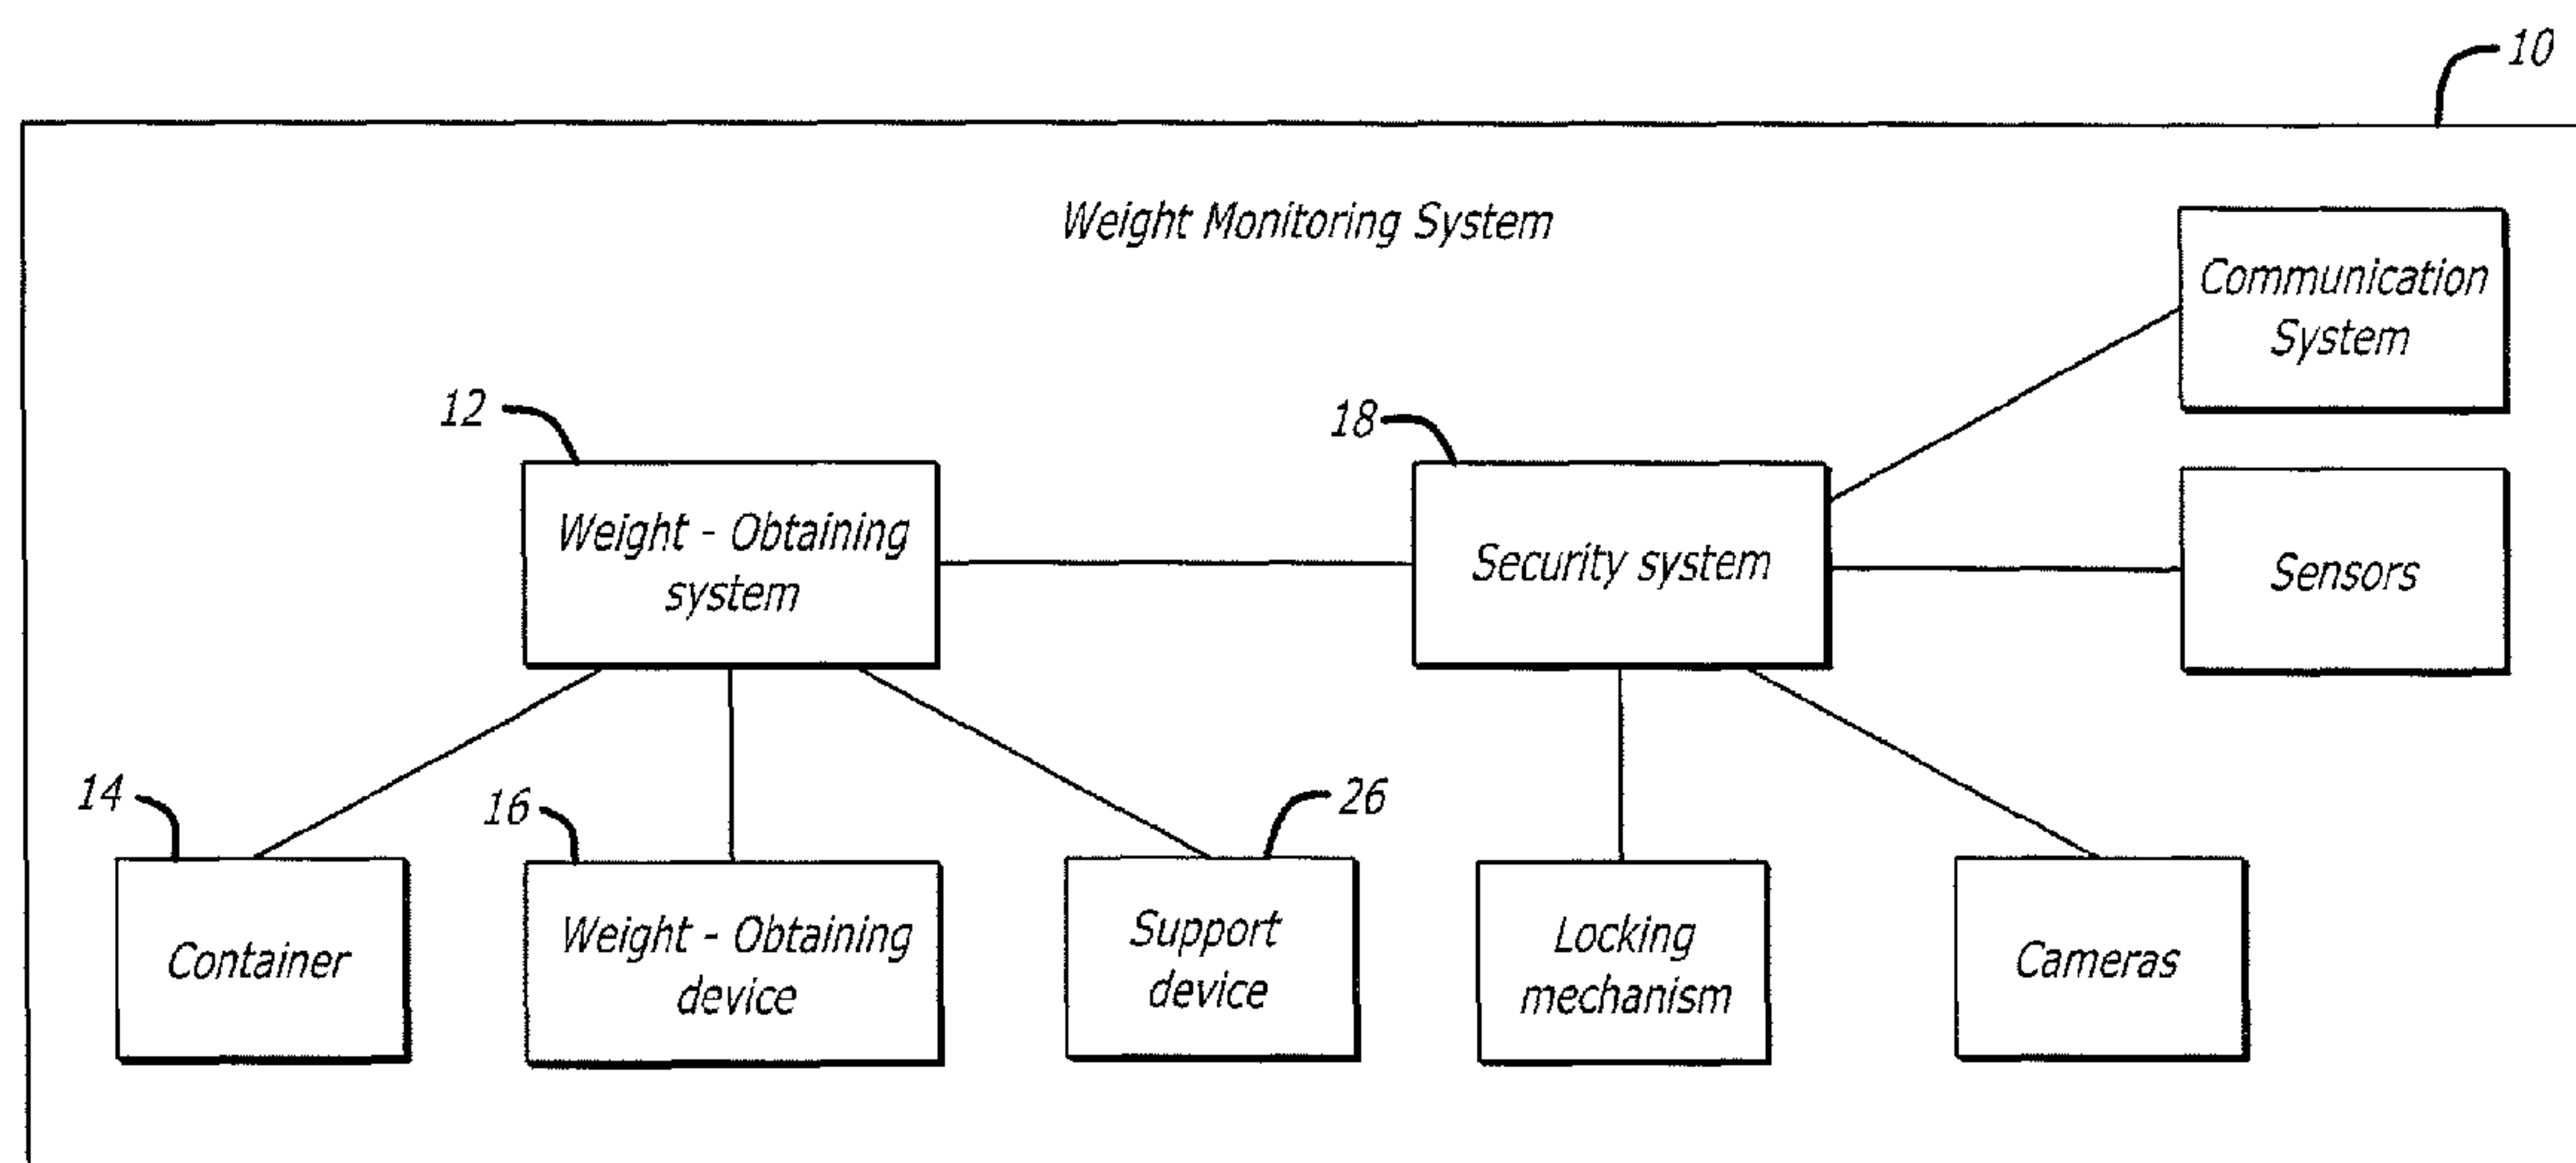 10
Weight Monitoring System
Communication
System
12
18
Weight - Obtaining
system
Security system
Sensors
14
16
26
Container
Weight - Obtaining
device
Support
device
Locking
mechanism
Cameras